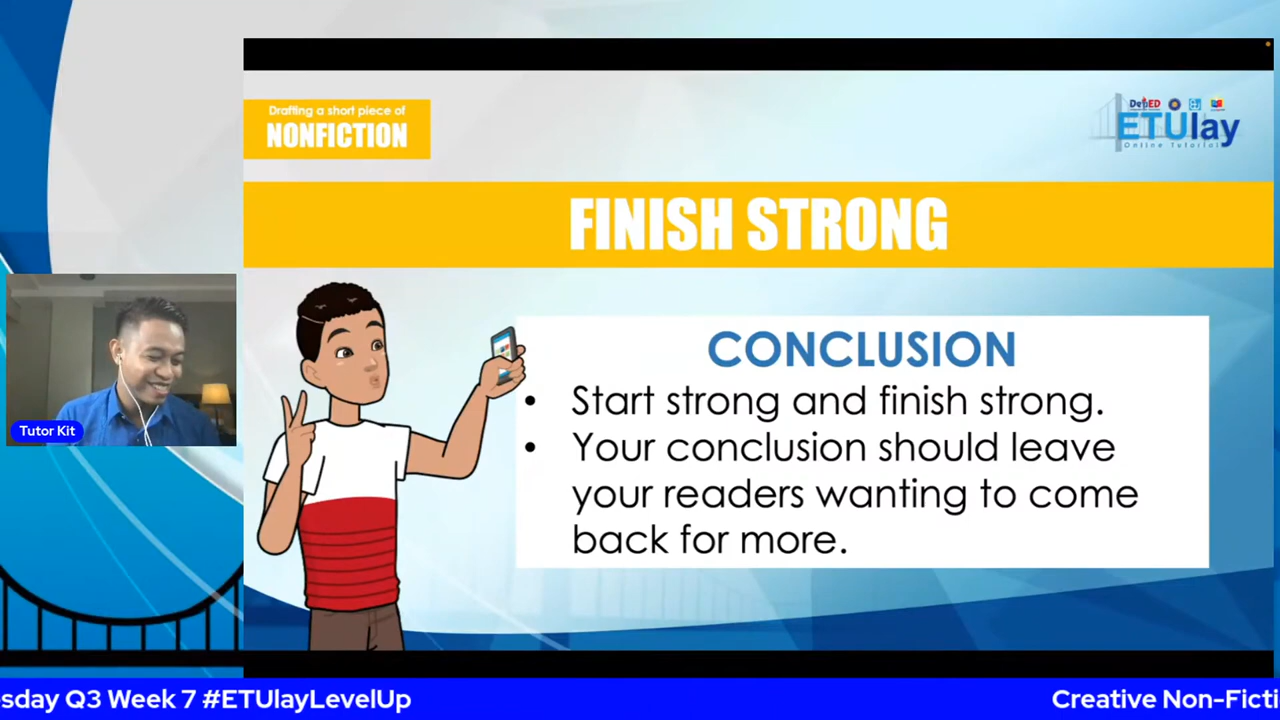 Drafting a short piece of
NONFICTION
DepED
ETUlay
Online Tutorial
FINISH STRONG
CONCLUSION
• Start strong and finish strong.
• Your conclusion should leave
your readers wanting to come
back for more.
Tutor Kit
sday Q3 Week 7 #ETUlayLevelUp
Creative Non-Ficti